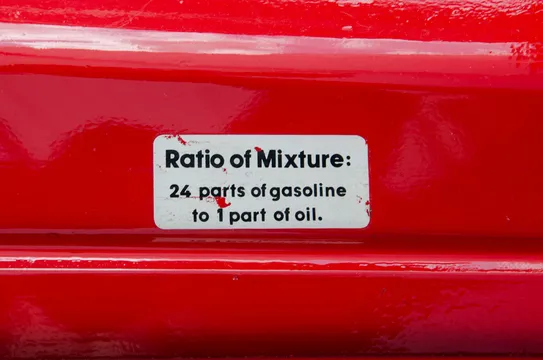 Ratio of Mixture:
24 parts of gasoline
to 1 part of oil.